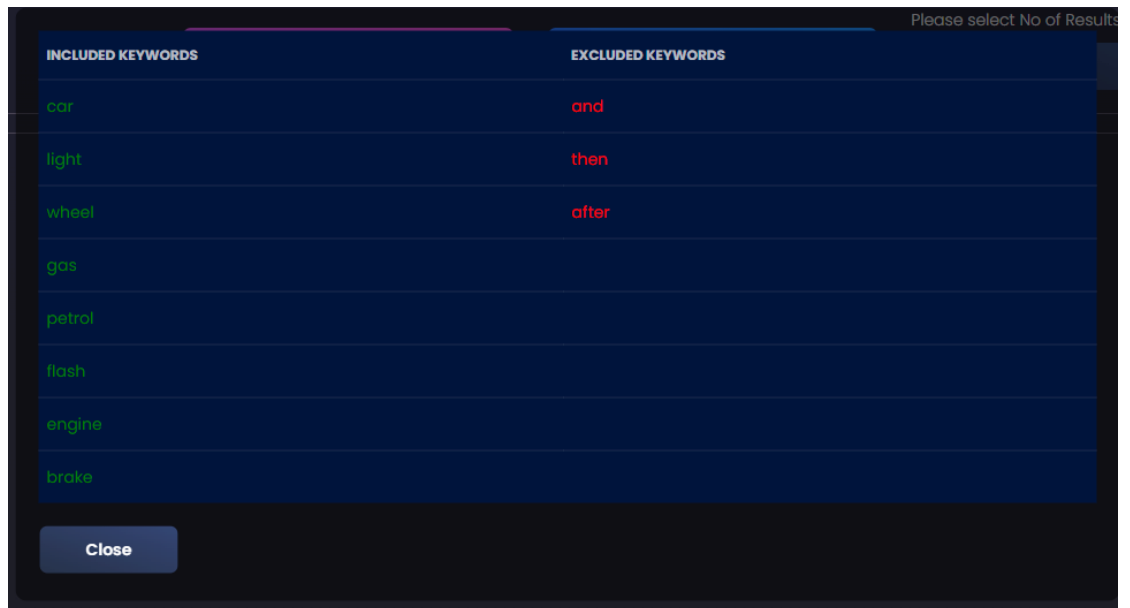 Please select No of Results
INCLUDED KEYWORDS EXCLUDED KEYWORDS
car and
light then
wheel after
gas
petrol
flash
engine
brake
Close